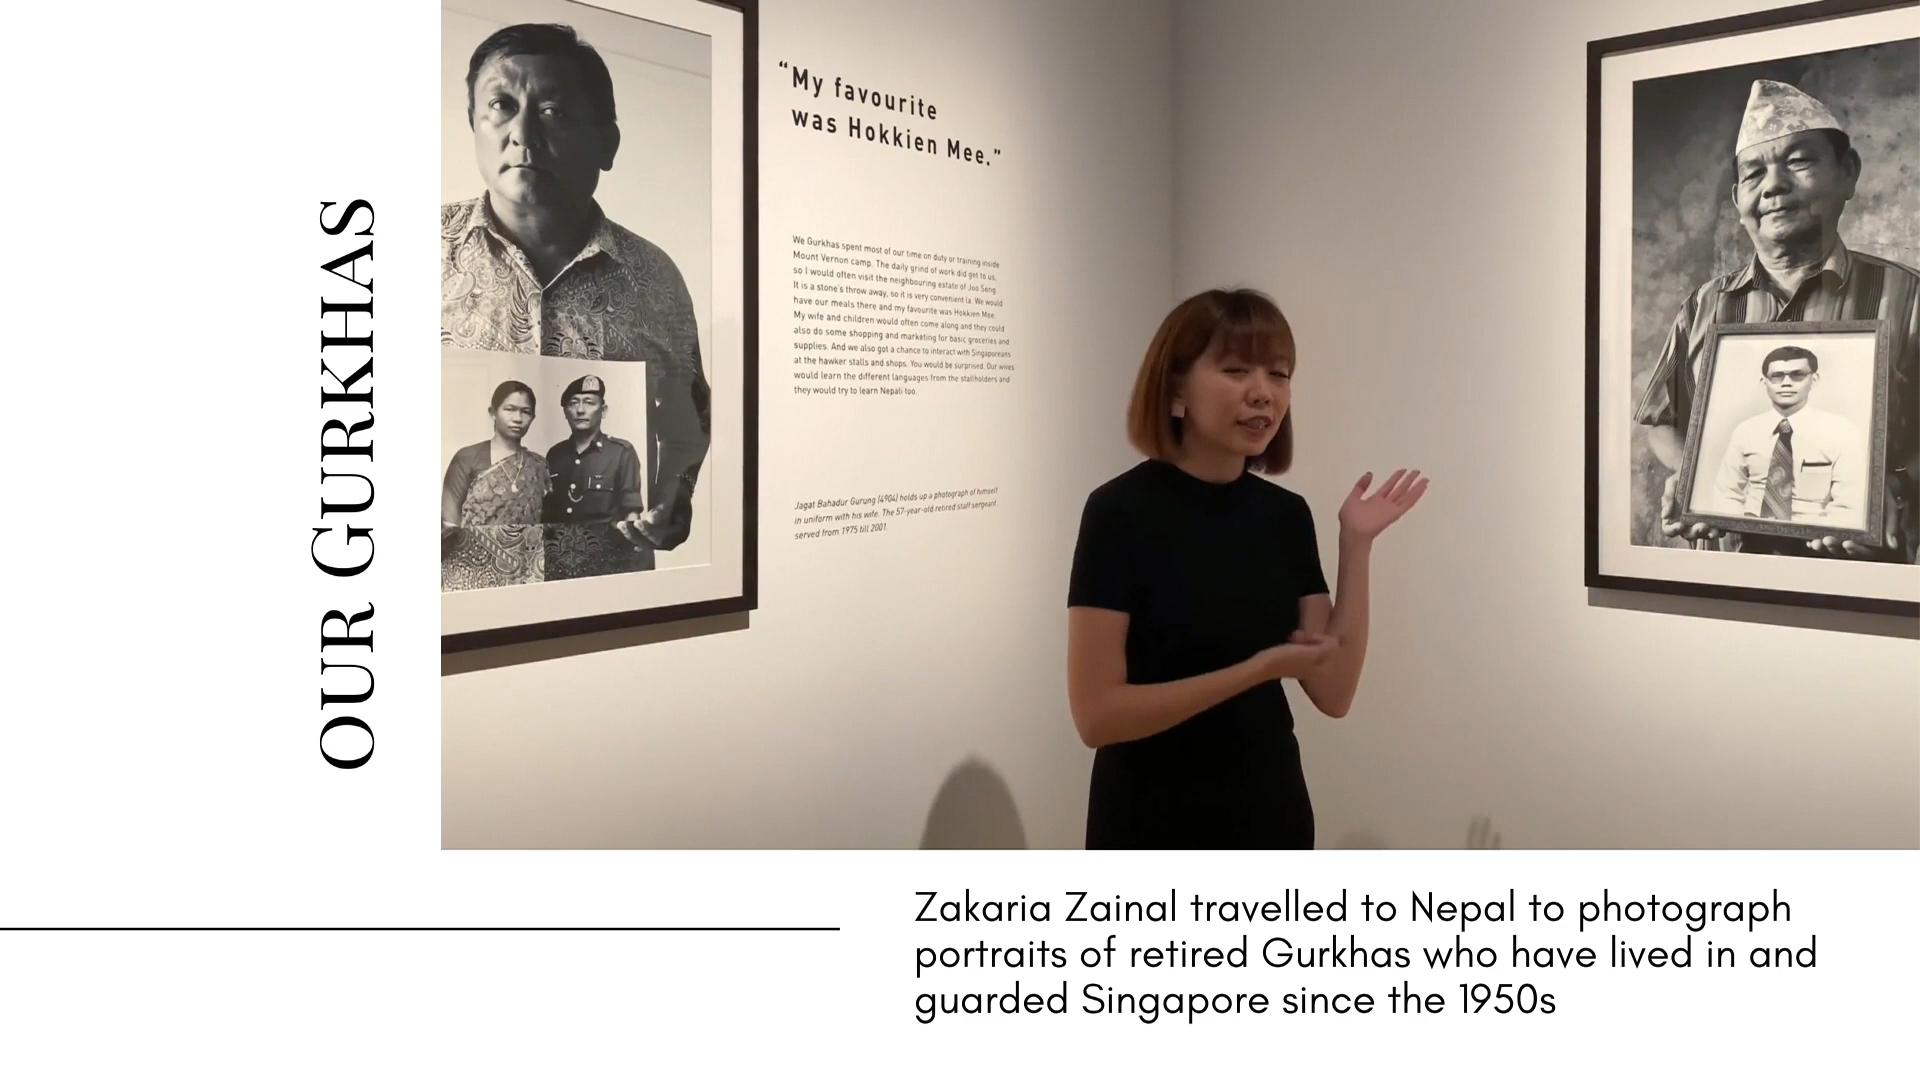 OUR GURKHAS
“My favourite
was Hokkien Mee.”
We Gurkhas spent most of our time on duty or training inside
Mount Vernon camp. The daily grind of work did get to us,
so I would often visit the neighbouring estate of Joo Seng.
It is a stone's throw away, so it is very convenient la. We would
have our meals there and my favourite was Hokkien Mee.
My wife and children would often come along and they could
also do some shopping and marketing for basic groceries and
supplies. And we also got a chance to interact with Singaporeans
at the hawker stalls and shops. You would be surprised. Our wives
would learn the different languages from the stallholders and
they would try to learn Nepali too.
Jagat Bahadur Gurung (4904) holds up a photograph of himself
in uniform with his wife. The 57-year-old retired staff sergeant
served from 1975 till 2001.
Zakaria Zainal travelled to Nepal to photograph
portraits of retired Gurkhas who have lived in and
guarded Singapore since the 1950s